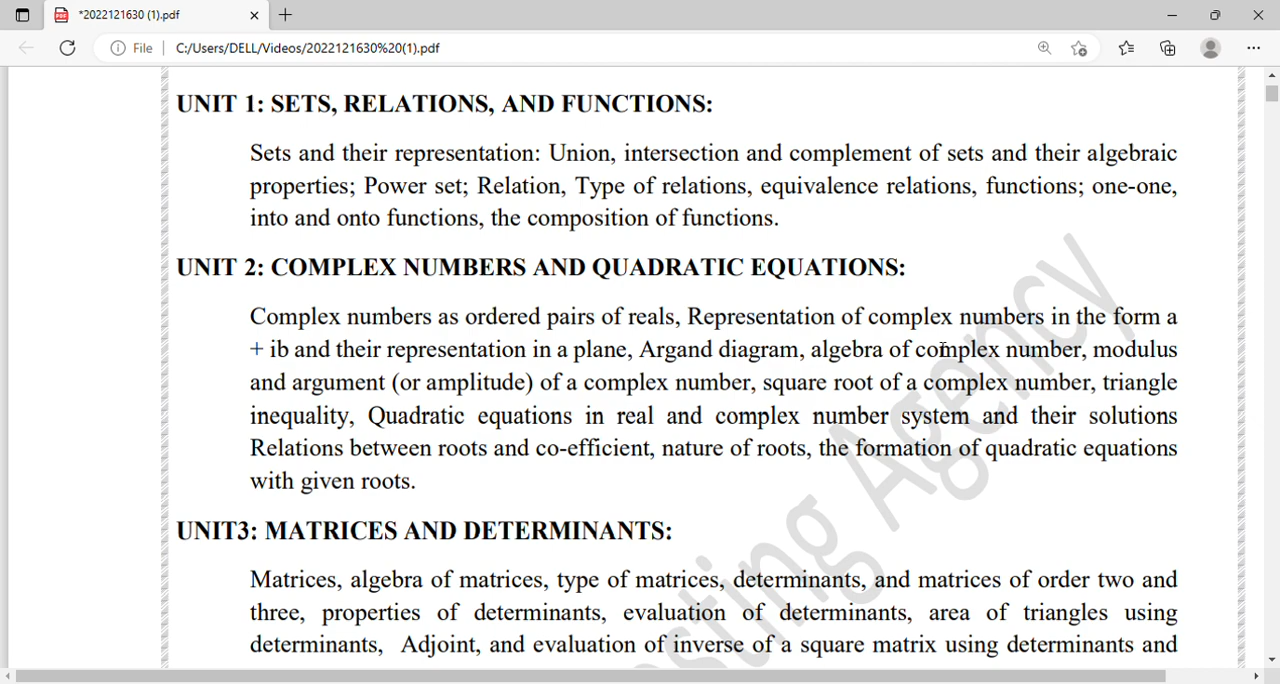 *2022121630 (1).pdf
File
C:/Users/DELL/Videos/2022121630%20(1).pdf
UNIT 1: SETS, RELATIONS, AND FUNCTIONS:
Sets and their representation: Union, intersection and complement of sets and their algebraic
properties; Power set; Relation, Type of relations, equivalence relations, functions; one-one,
into and onto functions, the composition of functions.
UNIT 2: COMPLEX NUMBERS AND QUADRATIC EQUATIONS:
Complex numbers as ordered pairs of reals, Representation of complex numbers in the form a
+ ib and their representation in a plane, Argand diagram, algebra of complex number, modulus
and argument (or amplitude) of a complex number, square root of a complex number, triangle
inequality, Quadratic equations in real and complex number system and their solutions
Relations between roots and co-efficient, nature of roots, the formation of quadratic equations
with given roots.
UNIT3: MATRICES AND DETERMINANTS:
Matrices, algebra of matrices, type of matrices, determinants, and matrices of order two and
three, properties of determinants, evaluation of determinants, area of triangles using
determinants, Adjoint, and evaluation of inverse of a square matrix using determinants and
sting Agency